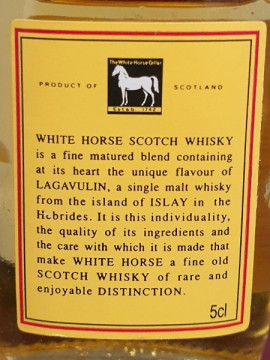 The White Horse Cellar
PRODUCT OF SCOTLAND
Estab. 1742
WHITE HORSE SCOTCH WHISKY
is a fine matured blend containing
at its heart the unique flavour of
LAGAVULIN, a single malt whisky
from the island of ISLAY in the
Hebrides. It is this individuality,
the quality of its ingredients and
the care with which it is made that
make WHITE HORSE a fine old
SCOTCH WHISKY of rare and
enjoyable DISTINCTION.
5cl